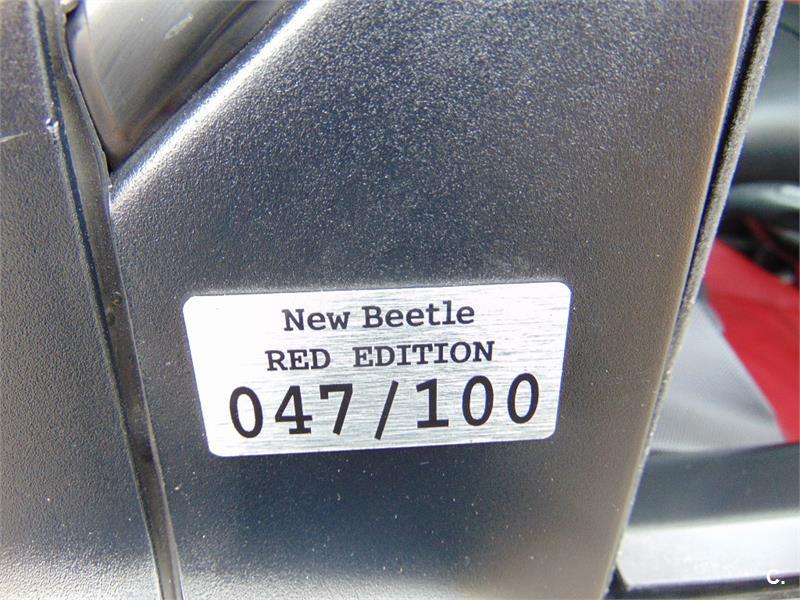 New Beetle
RED EDITION
047/100
C.